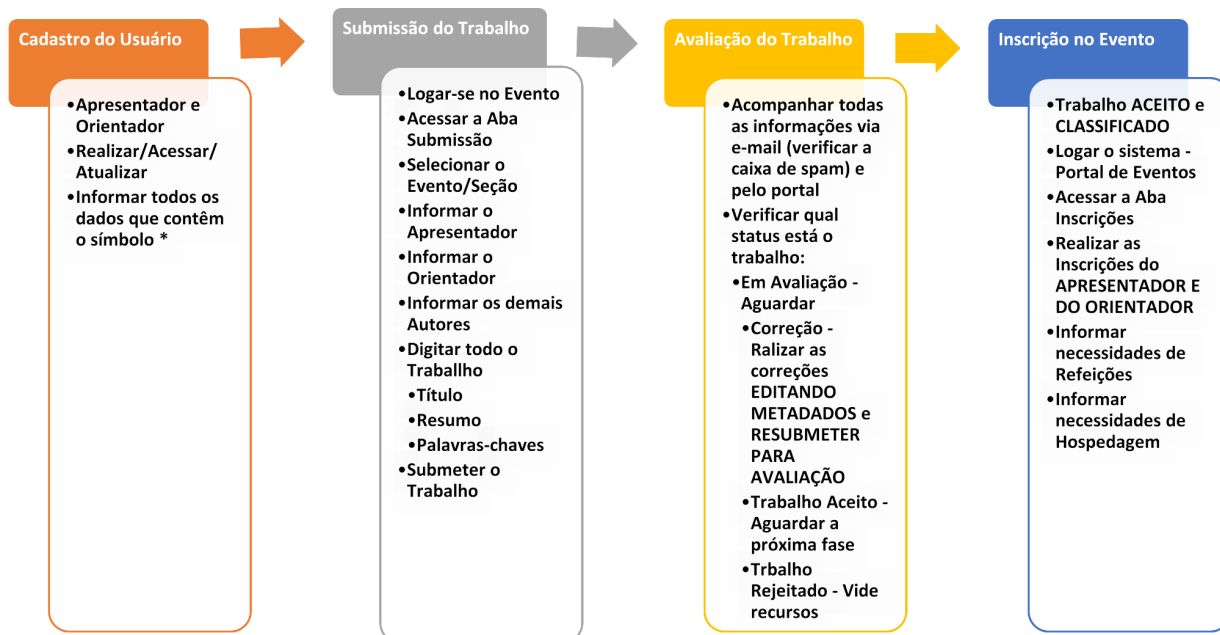 Cadastro do Usuário
•Apresentador e
Orientador
•Realizar/Acessar/
Atualizar
•Informar todos os
dados que contêm
o símbolo *
Submissão do Trabalho
•Logar-se no Evento
•Acessar a Aba
Submissão
•Selecionar o
Evento/Seção
•Informar o
Apresentador
•Informar o
Orientador
•Informar os demais
Autores
•Digitar todo o
Traballho
•Título
•Resumo
•Palavras-chaves
•Submeter o
Trabalho
Avaliação do Trabalho
•Acompanhar todas
as informações via
e-mail (verificar a
caixa de spam) e
pelo portal
•Verificar qual
status está o
trabalho:
•Em Avaliação -
Aguardar
•Correção -
Ralizar as
correções
EDITANDO
METADADOS e
RESUBMETER
PARA
AVALIAÇÃO
•Trabalho Aceito -
Aguardar a
próxima fase
•Trbalho
Rejeitado - Vide
recursos
Inscrição no Evento
•Trabalho ACEITO e
CLASSIFICADO
•Logar o sistema -
Portal de Eventos
•Acessar a Aba
Inscrições
•Realizar as
Inscrições do
APRESENTADOR E
DO ORIENTADOR
•Informar
necessidades de
Refeições
•Informar
necessidades de
Hospedagem